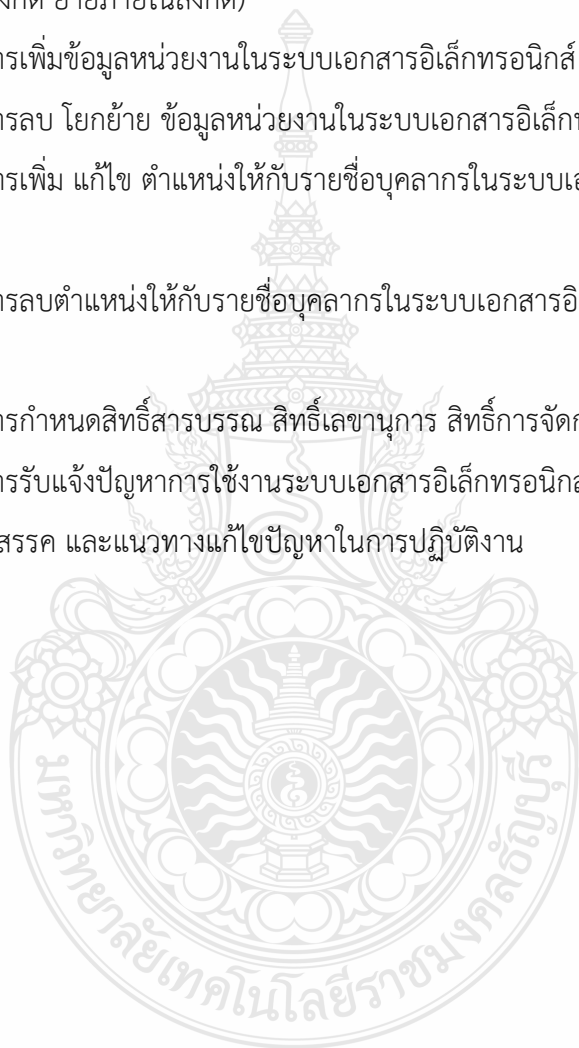 ย้ายภายในสังกัด)
การเพิ่มข้อมูลหน่วยงานในระบบเอกสารอิเล็กทรอนิกส์
การลบ โยกย้าย ข้อมูลหน่วยงานในระบบเอกสารอิเล็กท
การเพิ่ม แก้ไข ตำแหน่งให้กับรายชื่อบุคลากรในระบบเอ
การลบตำแหน่งให้กับรายชื่อบุคลากรในระบบเอกสารอิ
การกำหนดสิทธิ์สารบรรณ สิทธิ์เลขานุการ สิทธิ์การจัดก
การรับแจ้งปัญหาการใช้งานระบบเอกสารอิเล็กทรอนิกส
สรรค และแนวทางแก้ไขปัญหาในการปฏิบัติงาน
มหาวิทยาลัยเทคโนโลยีราชมงคลธัญบุรี